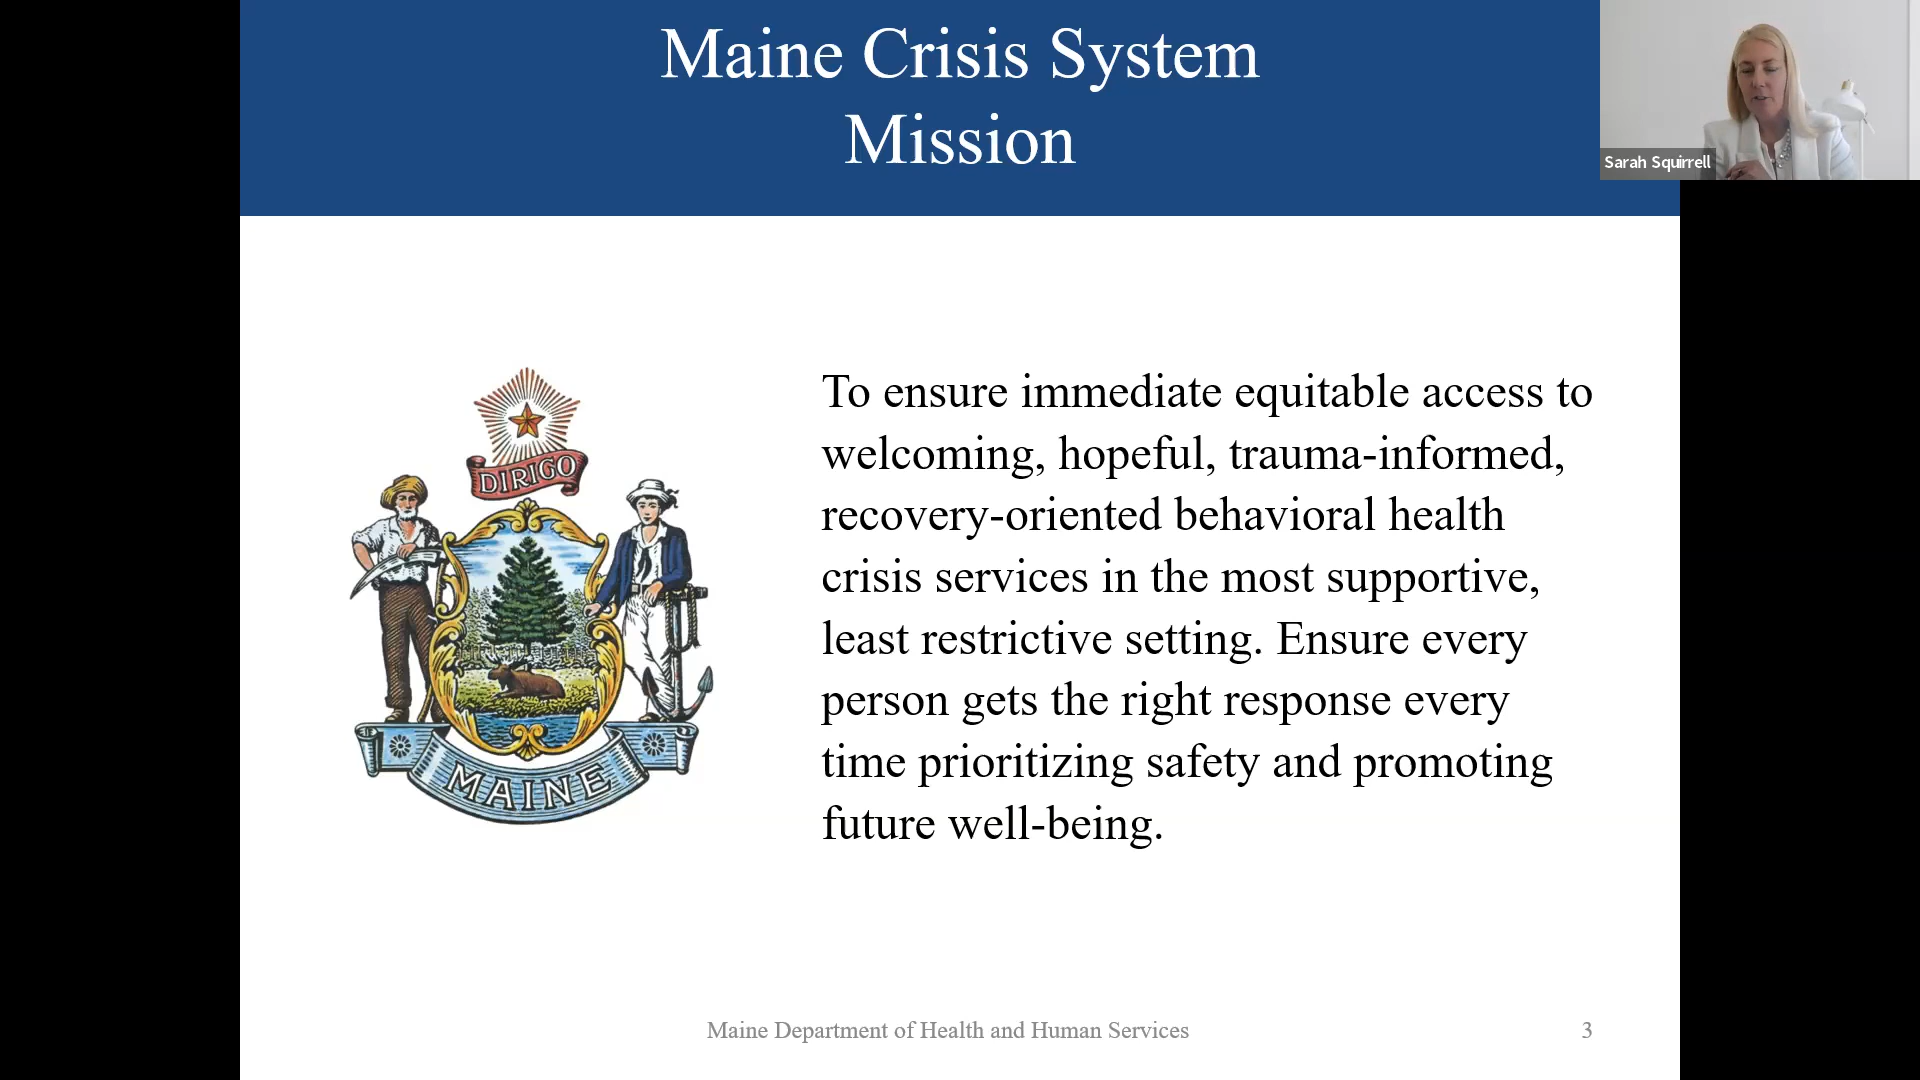 Maine Crisis System
Mission
Sarah Squirrell
DIRIGO
MAINE
To ensure immediate equitable access to
welcoming, hopeful, trauma-informed,
recovery-oriented behavioral health
crisis services in the most supportive,
least restrictive setting. Ensure every
person gets the right response every
time prioritizing safety and promoting
future well-being.
Maine Department of Health and Human Services
3